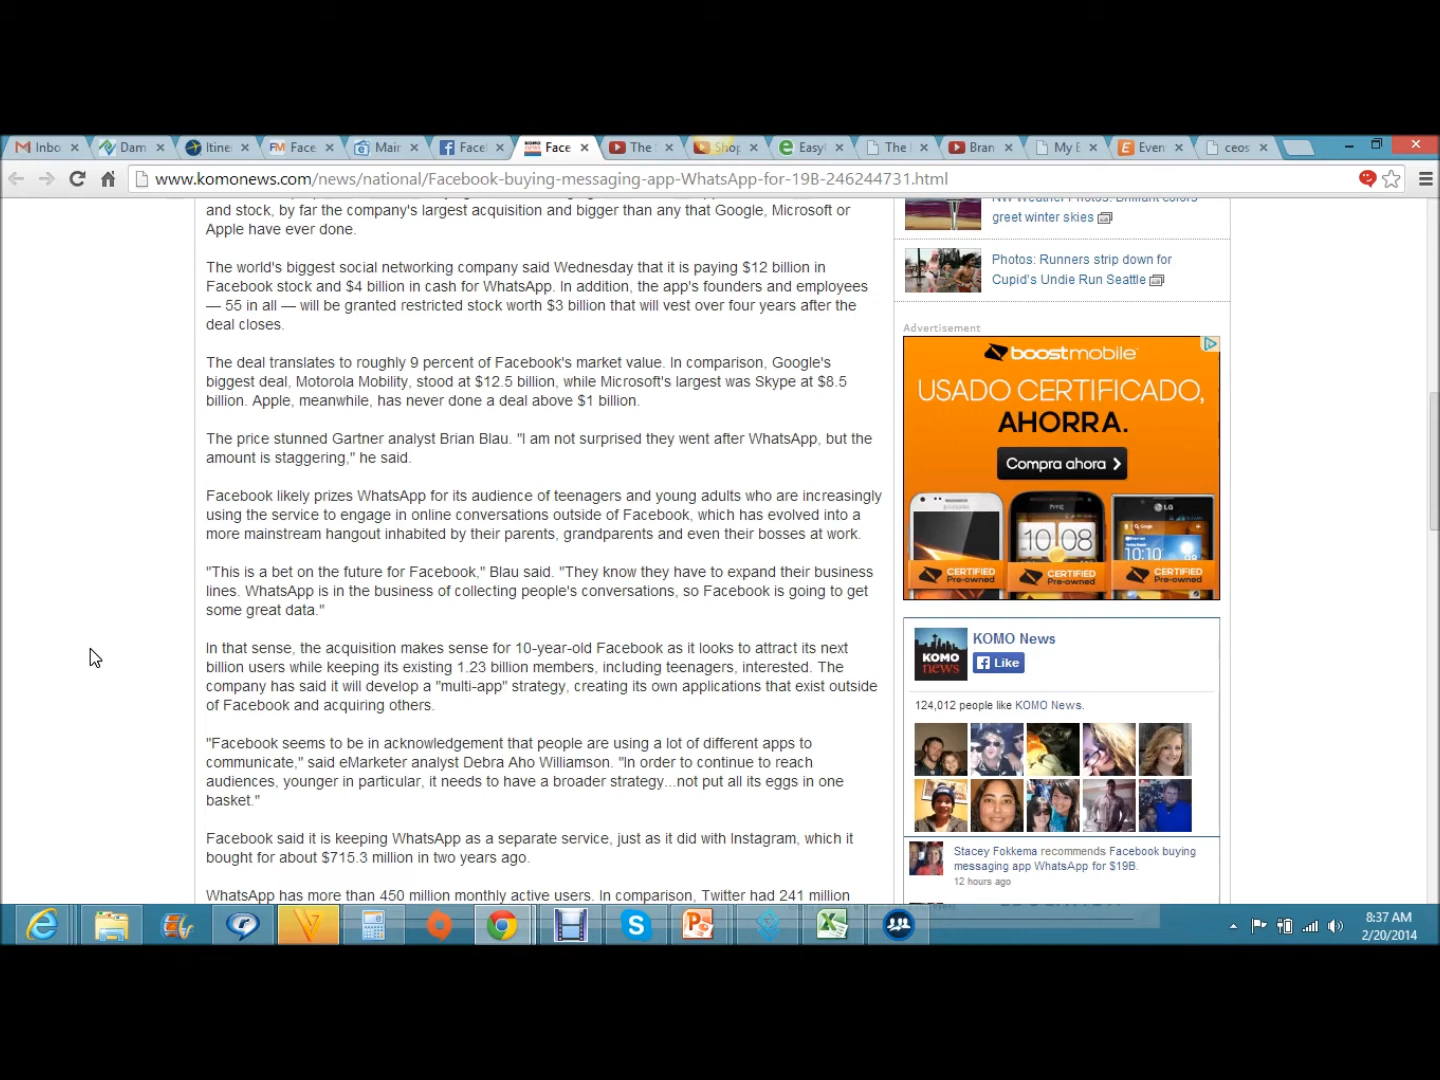 Inbo
Dam
Itine
Face
Mair
Face
Face
The
Shop
Easy
The
Bran
My E
Even
ceos
www.komonews.com/news/national/Facebook-buying-messaging-app-WhatsApp-for-19B-246244731.html
and stock, by far the company's largest acquisition and bigger than any that Google, Microsoft or
Apple have ever done.
The world's biggest social networking company said Wednesday that it is paying $12 billion in
Facebook stock and $4 billion in cash for WhatsApp. In addition, the app's founders and employees
— 55 in all — will be granted restricted stock worth $3 billion that will vest over four years after the
deal closes.
The deal translates to roughly 9 percent of Facebook's market value. In comparison, Google's
biggest deal, Motorola Mobility, stood at $12.5 billion, while Microsoft's largest was Skype at $8.5
billion. Apple, meanwhile, has never done a deal above $1 billion.
The price stunned Gartner analyst Brian Blau. "I am not surprised they went after WhatsApp, but the
amount is staggering," he said.
Facebook likely prizes WhatsApp for its audience of teenagers and young adults who are increasingly
using the service to engage in online conversations outside of Facebook, which has evolved into a
more mainstream hangout inhabited by their parents, grandparents and even their bosses at work.
"This is a bet on the future for Facebook," Blau said. "They know they have to expand their business
lines. WhatsApp is in the business of collecting people's conversations, so Facebook is going to get
some great data."
In that sense, the acquisition makes sense for 10-year-old Facebook as it looks to attract its next
billion users while keeping its existing 1.23 billion members, including teenagers, interested. The
company has said it will develop a "multi-app" strategy, creating its own applications that exist outside
of Facebook and acquiring others.
"Facebook seems to be in acknowledgement that people are using a lot of different apps to
communicate," said eMarketer analyst Debra Aho Williamson. "In order to continue to reach
audiences, younger in particular, it needs to have a broader strategy...not put all its eggs in one
basket."
Facebook said it is keeping WhatsApp as a separate service, just as it did with Instagram, which it
bought for about $715.3 million in two years ago.
WhatsApp has more than 450 million monthly active users. In comparison, Twitter had 241 million
NW Weather Photos: Brilliant colors
greet winter skies
Photos: Runners strip down for
Cupid's Undie Run Seattle
Advertisement
boostmobile
USADO CERTIFICADO,
AHORRA.
Compra ahora
hTC
LG
10 08
10:10
CERTIFIED
Pre-owned
CERTIFIED
Pre-owned
CERTIFIED
Pre-owned
KOMO
news
KOMO News
Like
124,012 people like KOMO News.
Stacey Fokkema recommends Facebook buying
messaging app WhatsApp for $19B.
12 hours ago
8:37 AM
2/20/2014